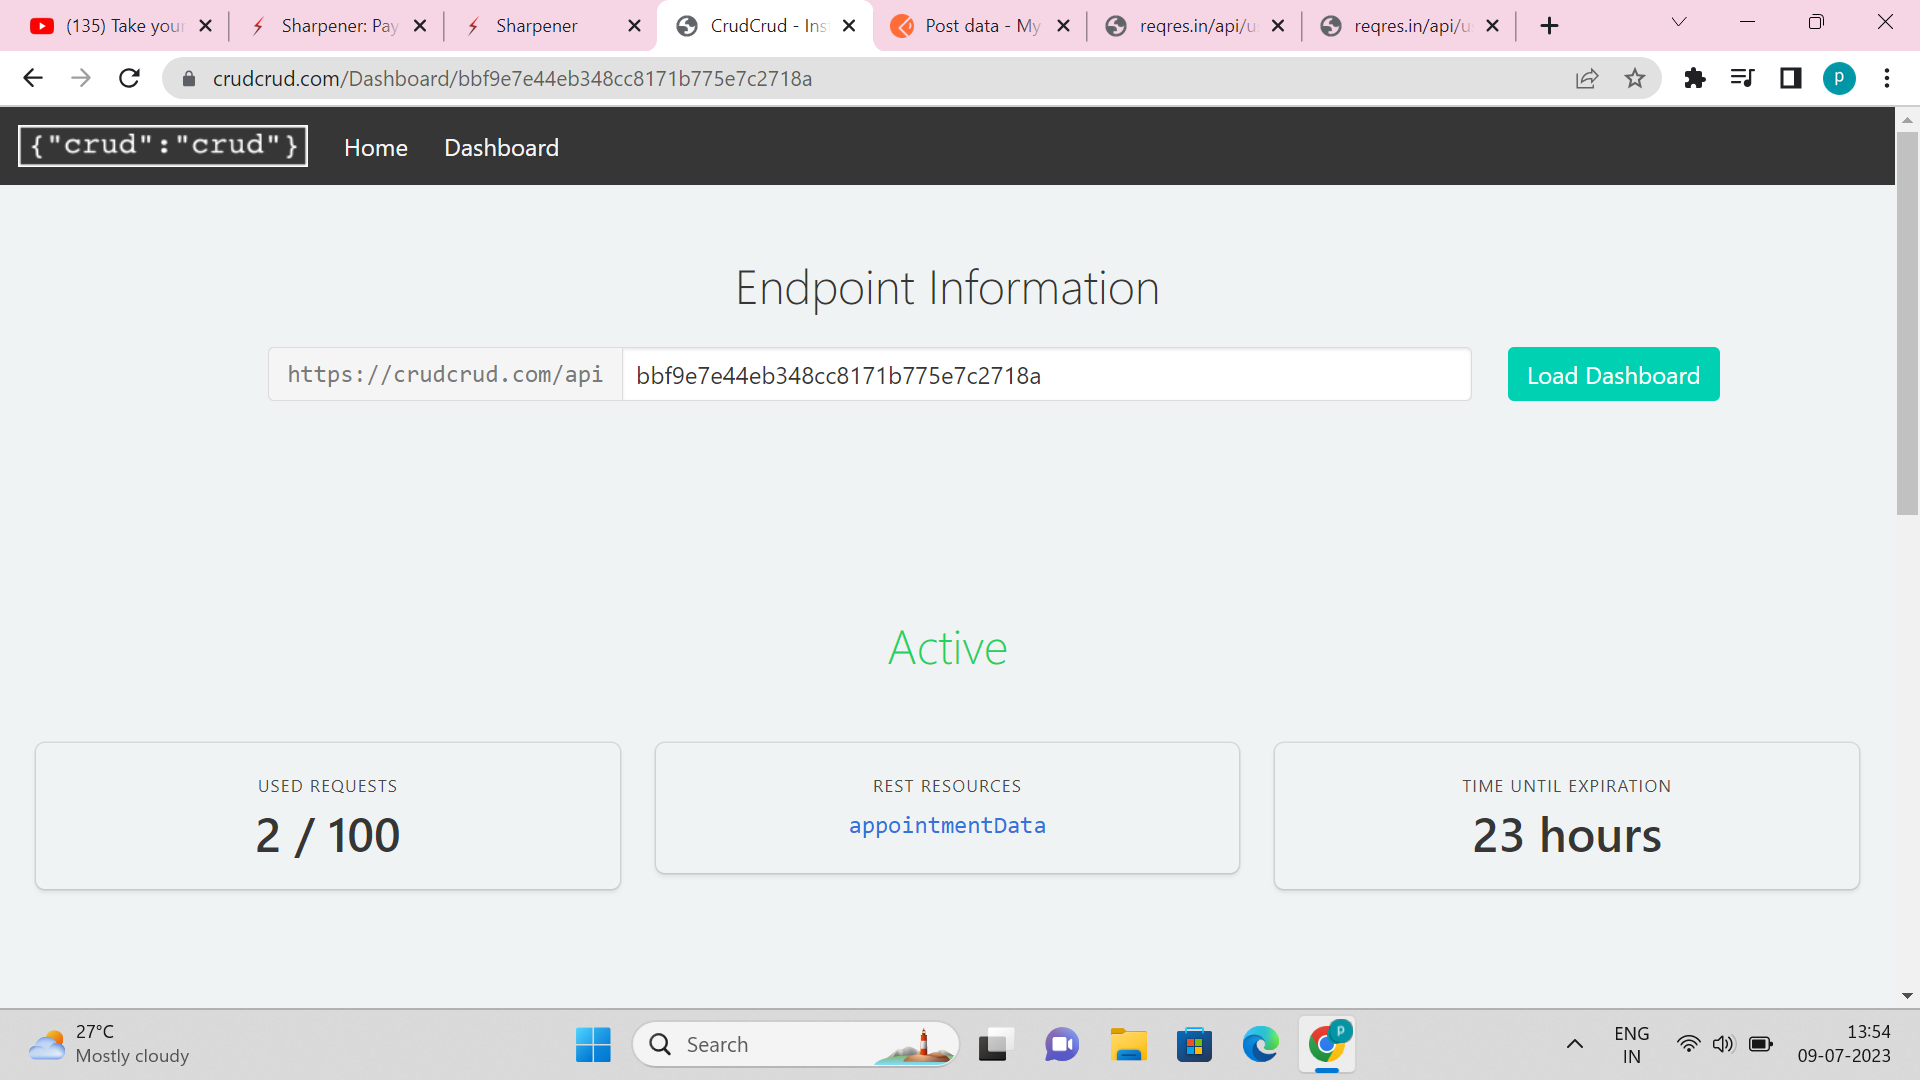 (135) Take your
Sharpener: Pay
Sharpener
CrudCrud - Inst
Post data - My
reqres.in/api/us
reqres.in/api/us
crudcrud.com/Dashboard/bbf9e7e44eb348cc8171b775e7c2718a
p
{"crud":"crud"}
Home
Dashboard
Endpoint Information
https://crudcrud.com/api
bbf9e7e44eb348cc8171b775e7c2718a
Load Dashboard
Active
USED REQUESTS
2 / 100
REST RESOURCES
appointmentData
TIME UNTIL EXPIRATION
23 hours
27°C
Mostly cloudy
Search
p
ENG
IN
13:54
09-07-2023